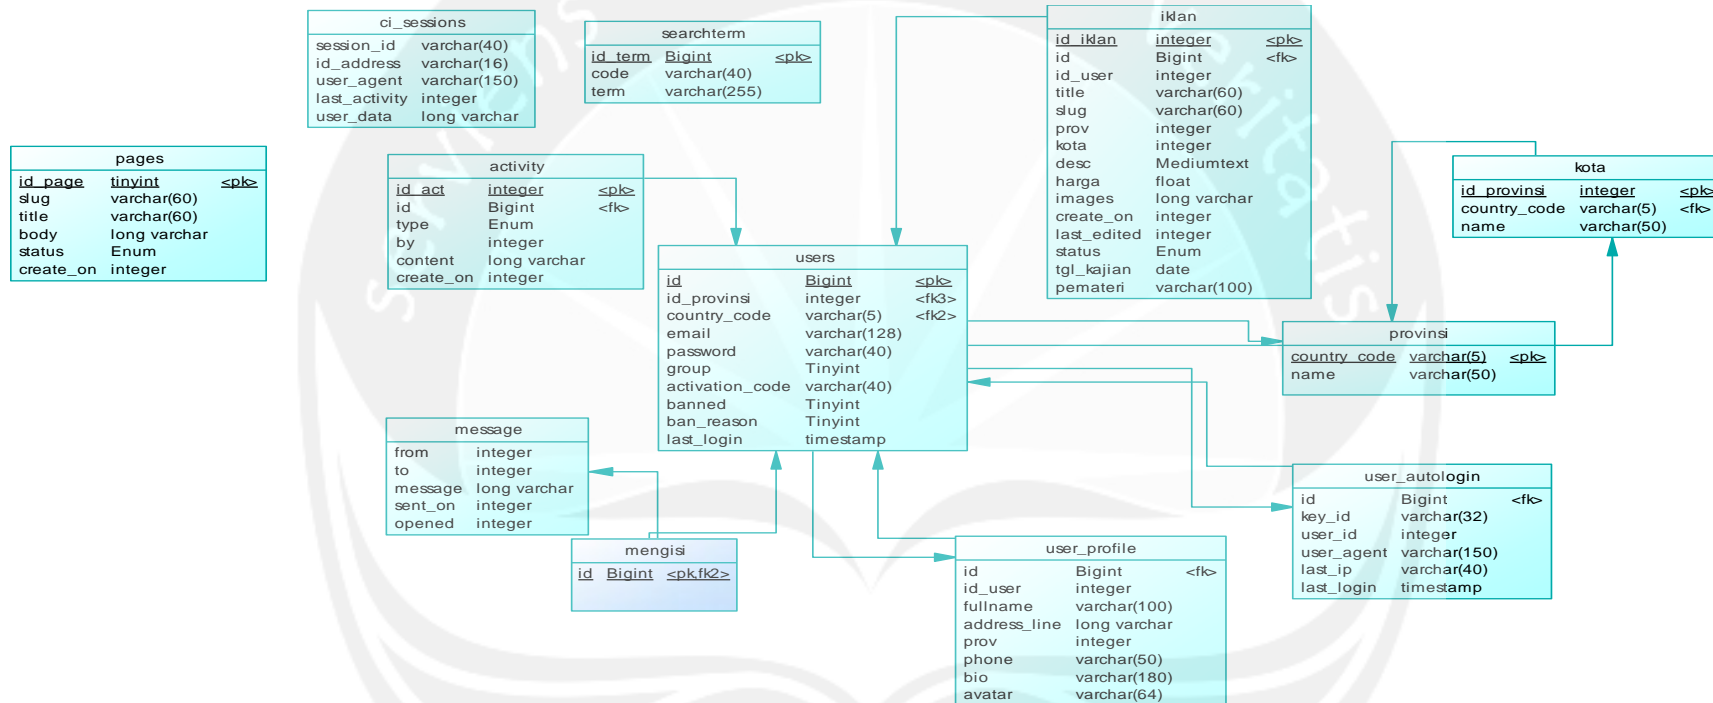 ci_sessions
session_id varchar(40)
id_address varchar(16)
user_agent varchar(150)
last_activity integer
user_data long varchar
searchterm
id_term Bigint <pk>
code varchar(40)
term varchar(255)
iklan
id_iklan integer <pk>
id Bigint <fk>
id_user integer
title varchar(60)
slug varchar(60)
prov integer
kota integer
desc Mediumtext
harga float
images long varchar
create_on integer
last_edited integer
status Enum
tgl_kajian date
pemateri varchar(100)
pages
id_page tinyint <pk>
slug varchar(60)
title varchar(60)
body long varchar
status Enum
create_on integer
activity
id_act integer <pk>
id Bigint <fk>
type Enum
by integer
content long varchar
create_on integer
kota
id_provinsi integer <pk>
country_code varchar(5) <fk>
name varchar(50)
users
id Bigint <pk>
id_provinsi integer <fk3>
country_code varchar(5) <fk2>
email varchar(128)
password varchar(40)
group Tinyint
activation_code varchar(40)
banned Tinyint
ban_reason Tinyint
last_login timestamp
provinsi
country_code varchar(5) <pk>
name varchar(50)
message
from integer
to integer
message long varchar
sent_on integer
opened integer
mengisi
id Bigint <pk,fk2>
user_autologin
id Bigint <fk>
key_id varchar(32)
user_id integer
user_agent varchar(150)
last_ip varchar(40)
last_login timestamp
user_profile
id Bigint <fk>
id_user integer
fullname varchar(100)
address_line long varchar
prov integer
phone varchar(50)
bio varchar(180)
avatar varchar(64)
serviens
veritatis